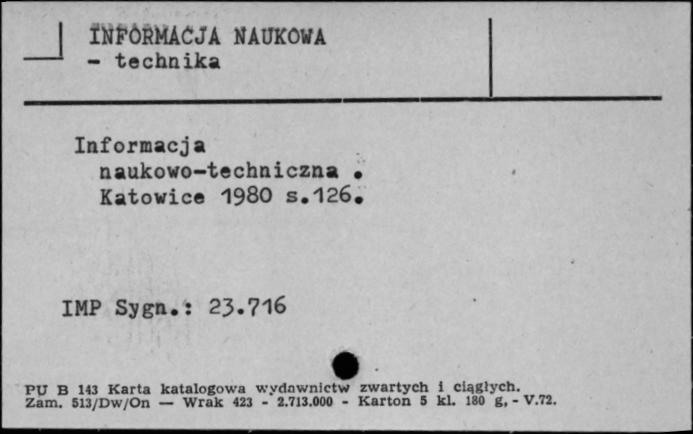 INFORMACJA NAUKOWA
- technika
Informacja
naukowo-techniczna .
Katowice 1980 s.126.
IMP Sygn.: 23.716
PU B 143 Karta katalogowa wydawnictw zwartych i ciągłych.
Zam. 513/Dw/On — Wrak 423 - 2.713.000 - Karton 5 kl. 180 g, - V.72.